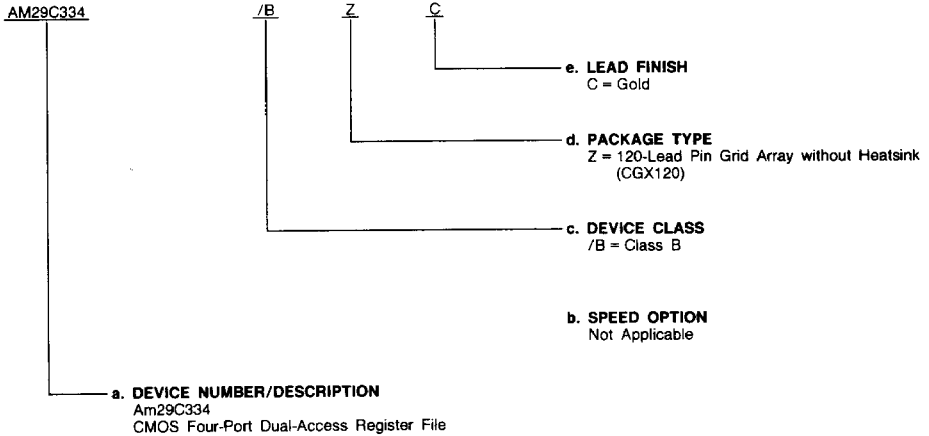 AM29C334 /B Z C
e. LEAD FINISH
C = Gold
d. PACKAGE TYPE
Z = 120-Lead Pin Grid Array without Heatsink
(CGX120)
c. DEVICE CLASS
/B = Class B
b. SPEED OPTION
Not Applicable
a. DEVICE NUMBER/DESCRIPTION
Am29C334
CMOS Four-Port Dual-Access Register File